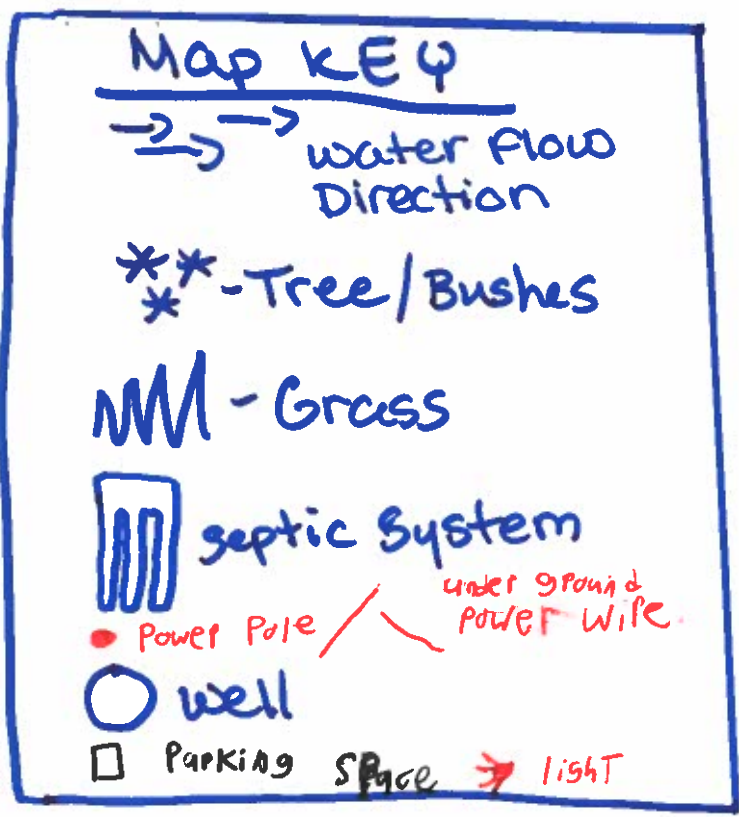 Map KEY
water Flow
Direction
-Tree/Bushes
- Grass
septic System
under ground
Power Pole
Power Wire
well
Parking Space
light